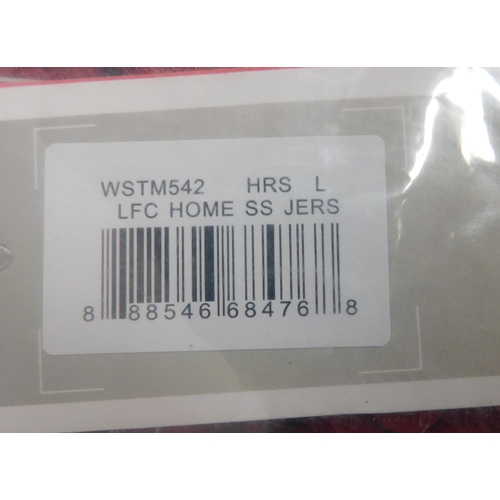 WSTM542 HRS L
LFC HOME SS JERS
8 88546 68476 8